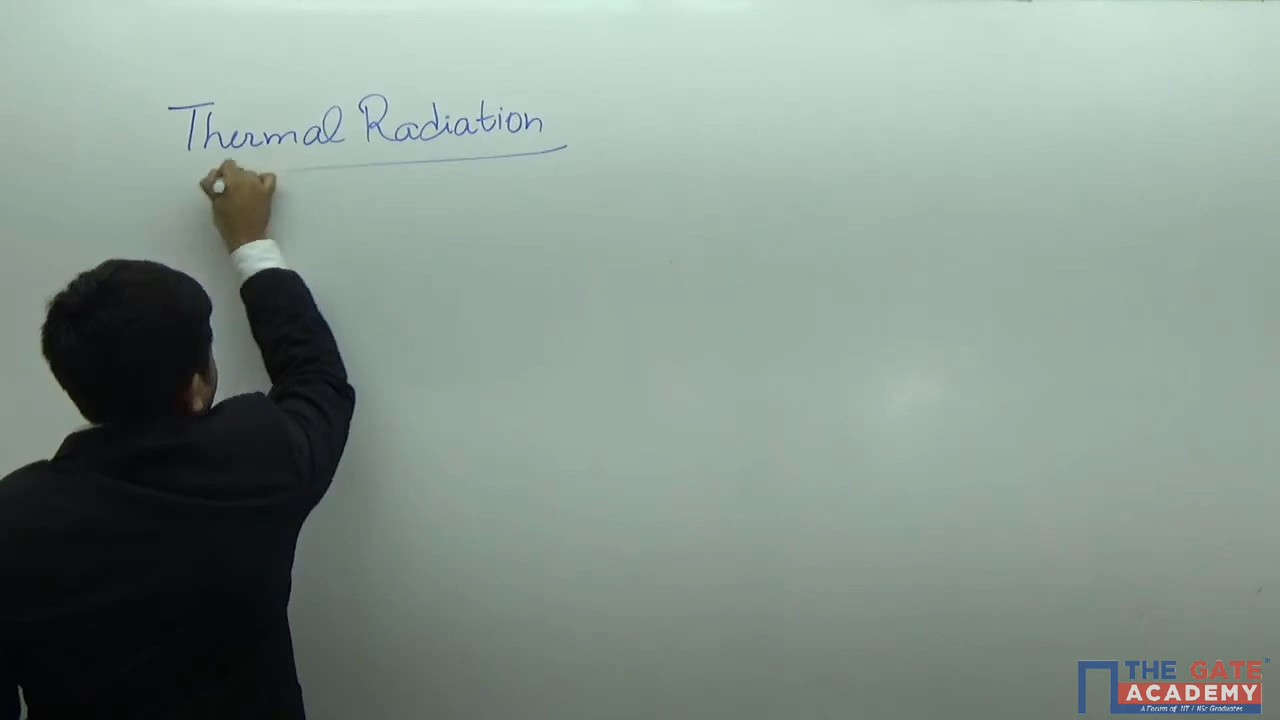 Thermal Radiation
THE GATE
ACADEMY
A Forum of IIT / IISc Graduates